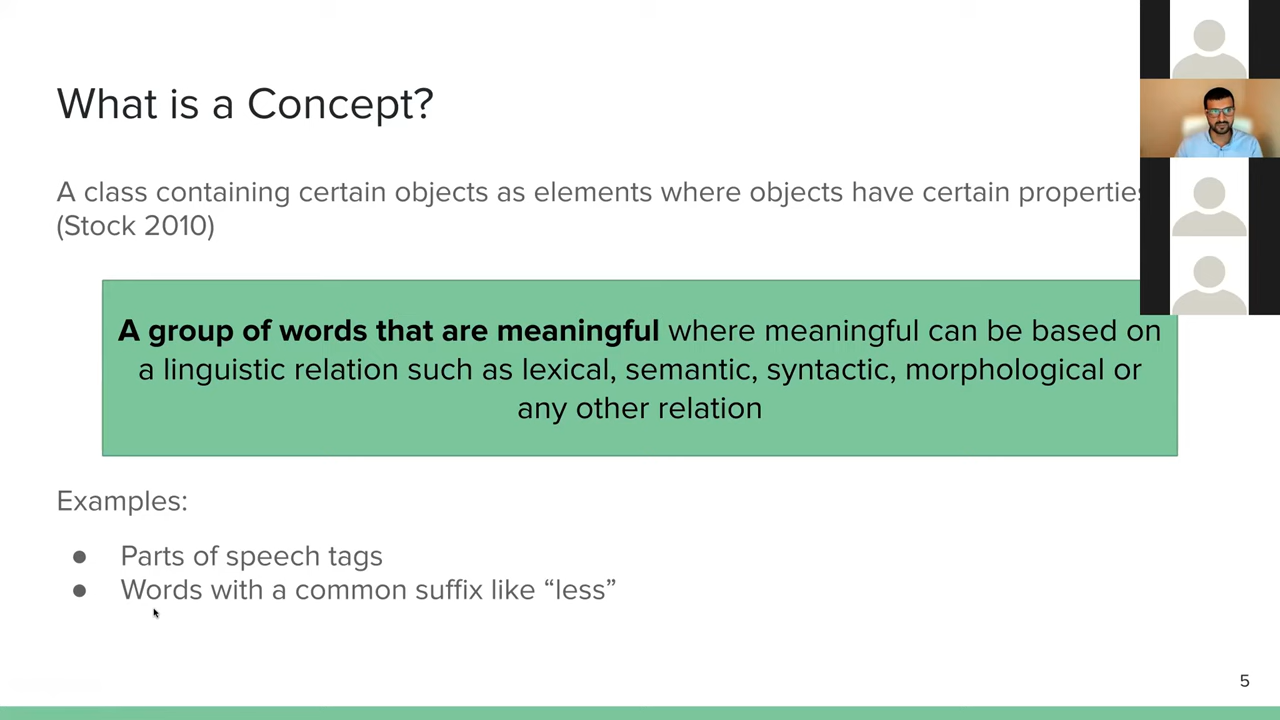 What is a Concept?
A class containing certain objects as elements where objects have certain properties
(Stock 2010)
A group of words that are meaningful where meaningful can be based on
a linguistic relation such as lexical, semantic, syntactic, morphological or
any other relation
Examples:
● Parts of speech tags
● Words with a common suffix like “less”
5